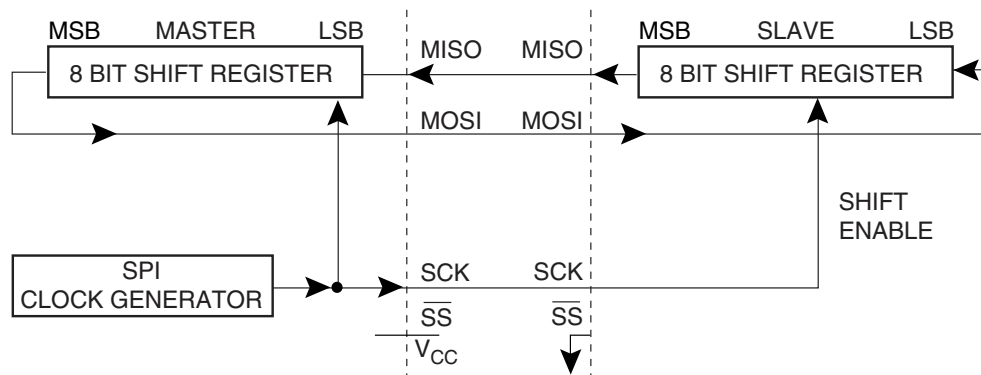 MSB MASTER LSB
MISO MISO
MSB SLAVE LSB
8 BIT SHIFT REGISTER
8 BIT SHIFT REGISTER
MOSI MOSI
SHIFT
ENABLE
SPI
CLOCK GENERATOR
SCK SCK
SS SS
VCC